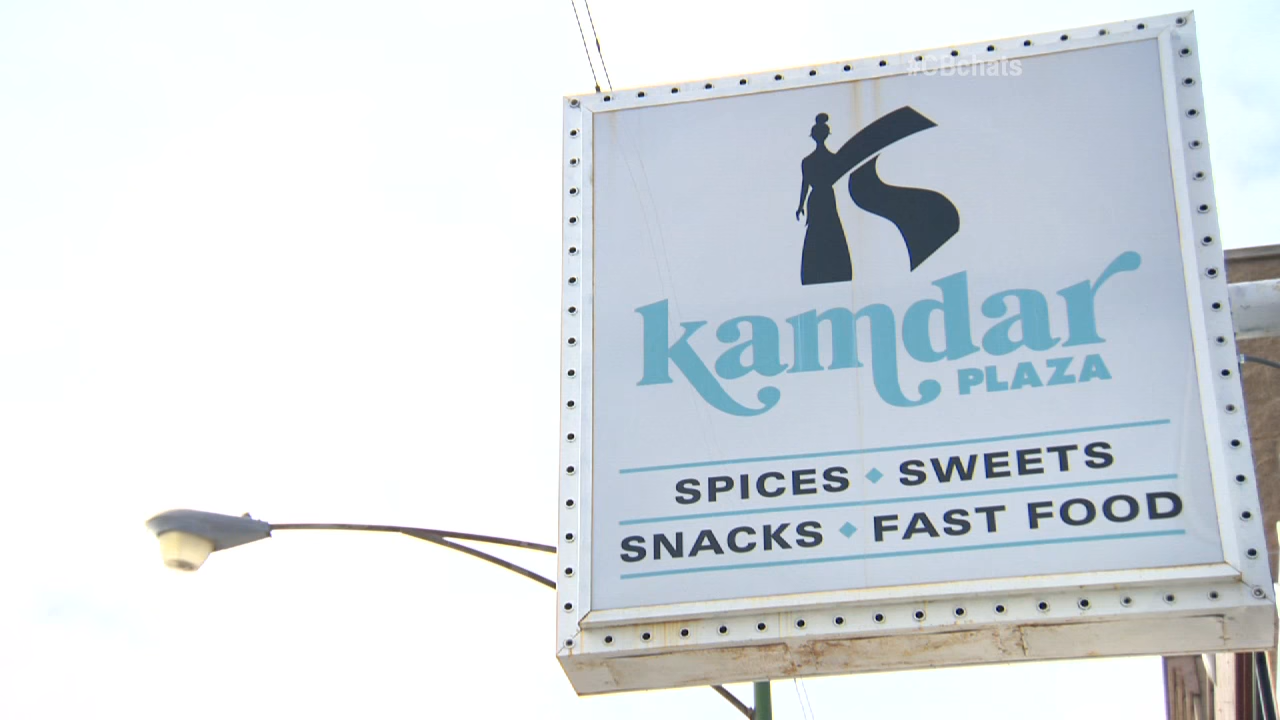 #CBchats
kamdar
PLAZA
SPICES ◆ SWEETS
SNACKS ◆ FAST FOOD